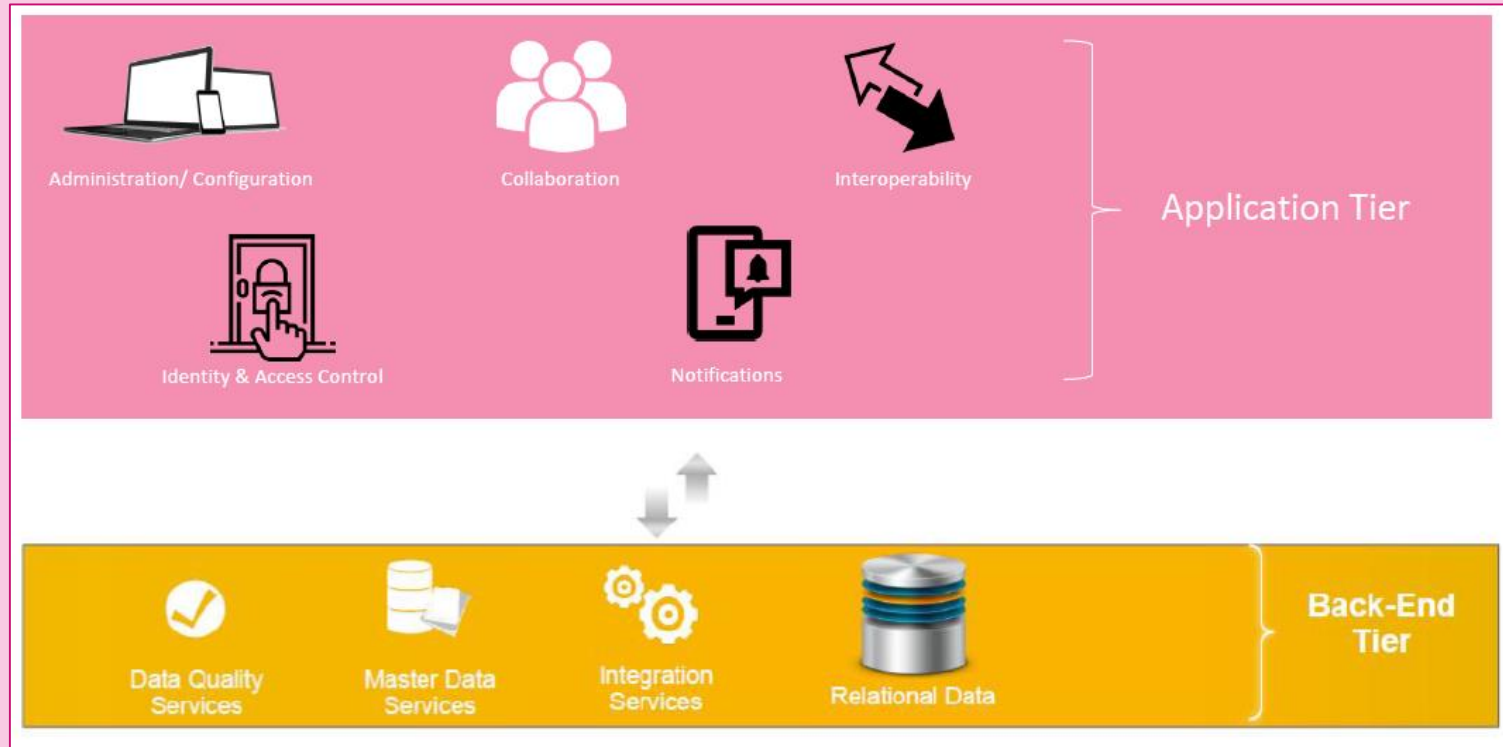 Administration/ Configuration
Collaboration
Interoperability
Application Tier
Identity & Access Control
Notifications
Data Quality
Services
Master Data
Services
Integration
Services
Relational Data
Back-End
Tier